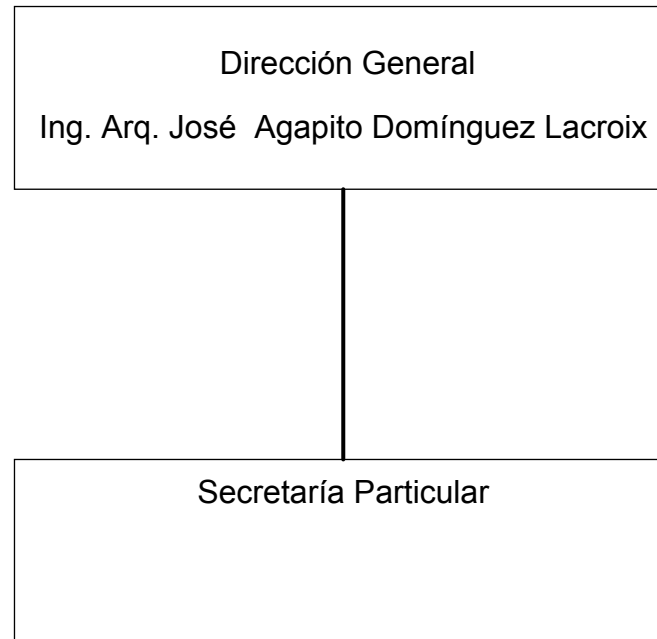 Dirección General
Ing. Arq. José  Agapito Domínguez Lacroix
Secretaría Particular